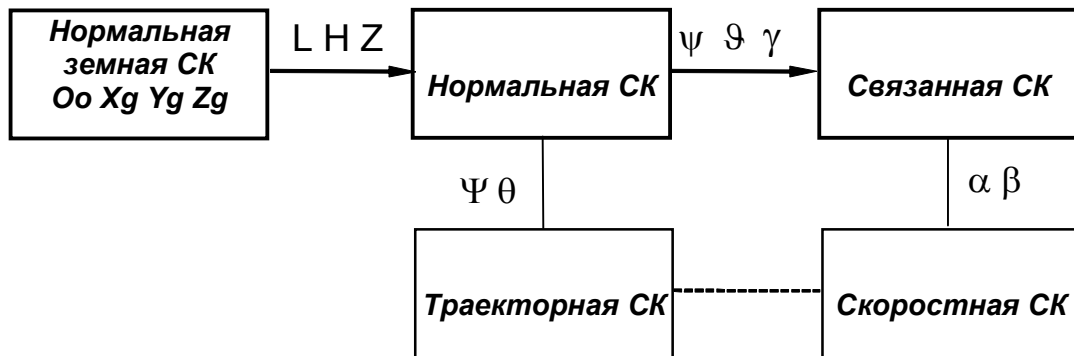 Нормальная
земная СК
Oo Xg Yg Zg
L H Z
Нормальная СК
ψ ϑ γ
Связанная СК
Ψ θ
α β
Траекторная СК
Скоростная СК